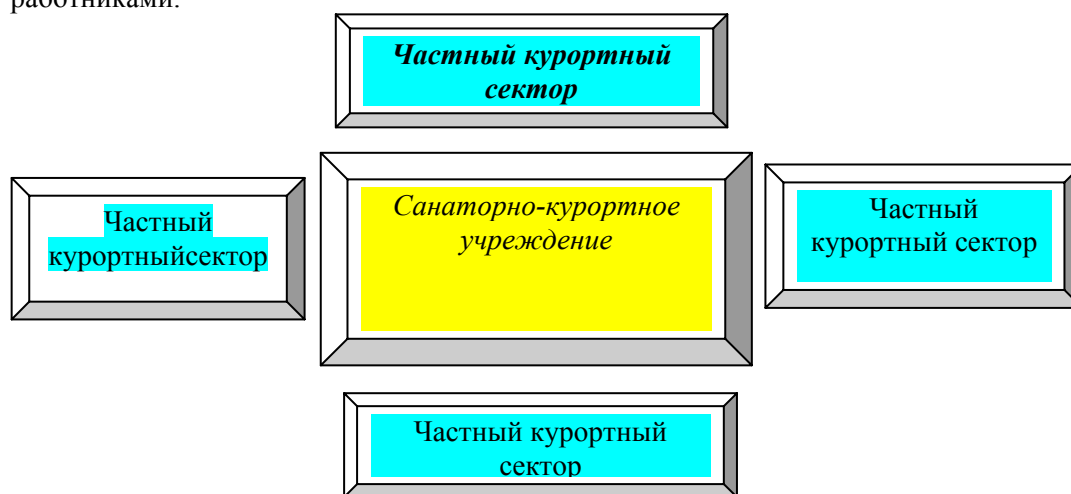 работниками.
Частный курортный
сектор
Частный
курортныйсектор
Санаторно-курортное
учреждение
Частный
курортный сектор
Частный курортный
сектор